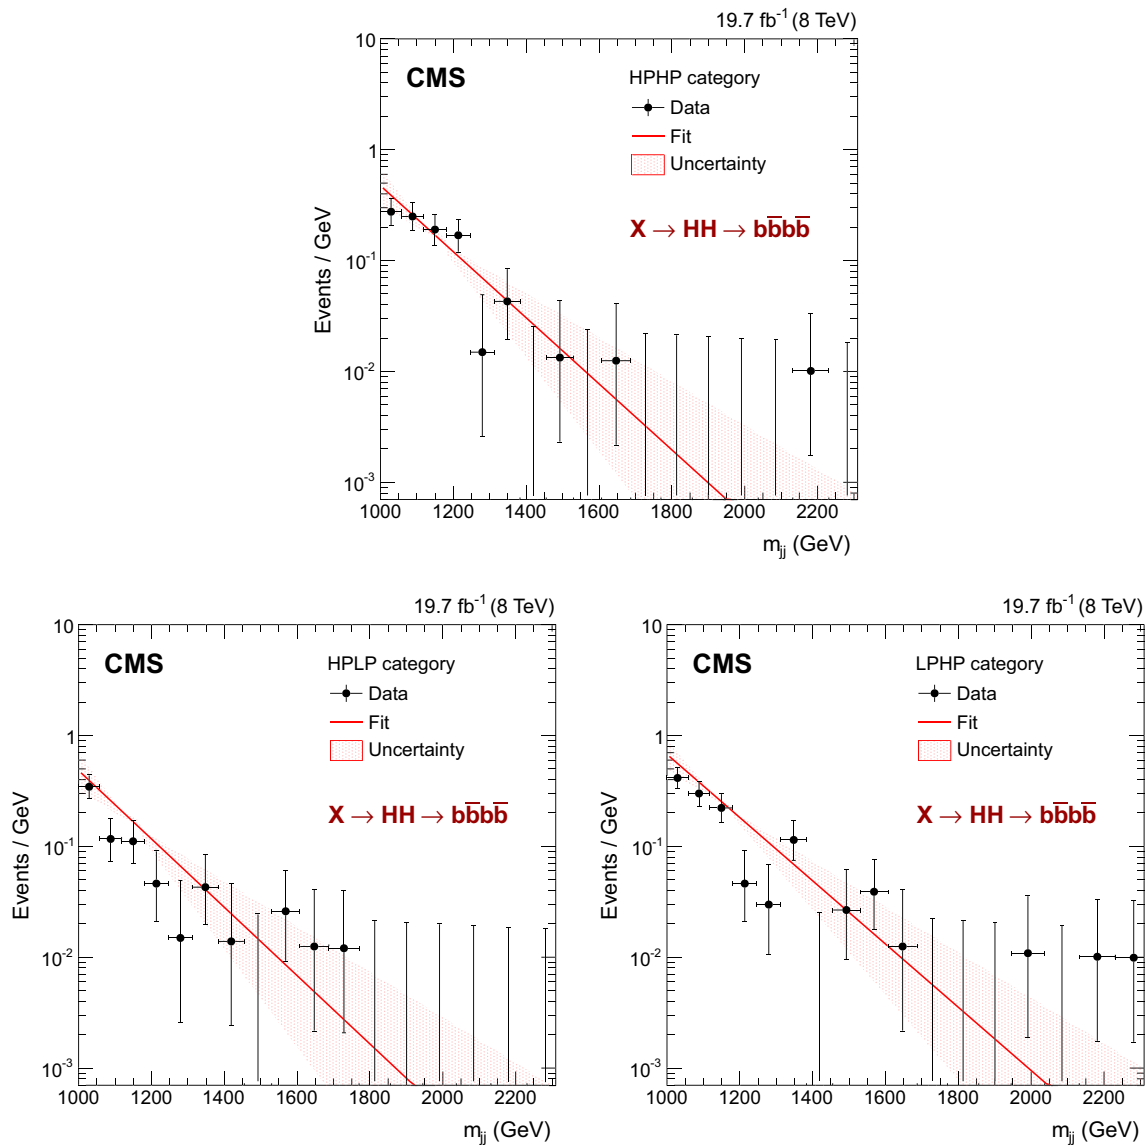 19.7 fb⁻¹ (8 TeV)
CMS
HPHP category
Data
Fit
Uncertainty
X → HH → bb̅bb̅
Events / GeV
10
1
10⁻¹
10⁻²
10⁻³
1000 1200 1400 1600 1800 2000 2200
m_jj (GeV)
19.7 fb⁻¹ (8 TeV)
CMS
HPLP category
Data
Fit
Uncertainty
X → HH → bb̅bb̅
Events / GeV
10
1
10⁻¹
10⁻²
10⁻³
1000 1200 1400 1600 1800 2000 2200
m_jj (GeV)
19.7 fb⁻¹ (8 TeV)
CMS
LPHP category
Data
Fit
Uncertainty
X → HH → bb̅bb̅
Events / GeV
10
1
10⁻¹
10⁻²
10⁻³
1000 1200 1400 1600 1800 2000 2200
m_jj (GeV)